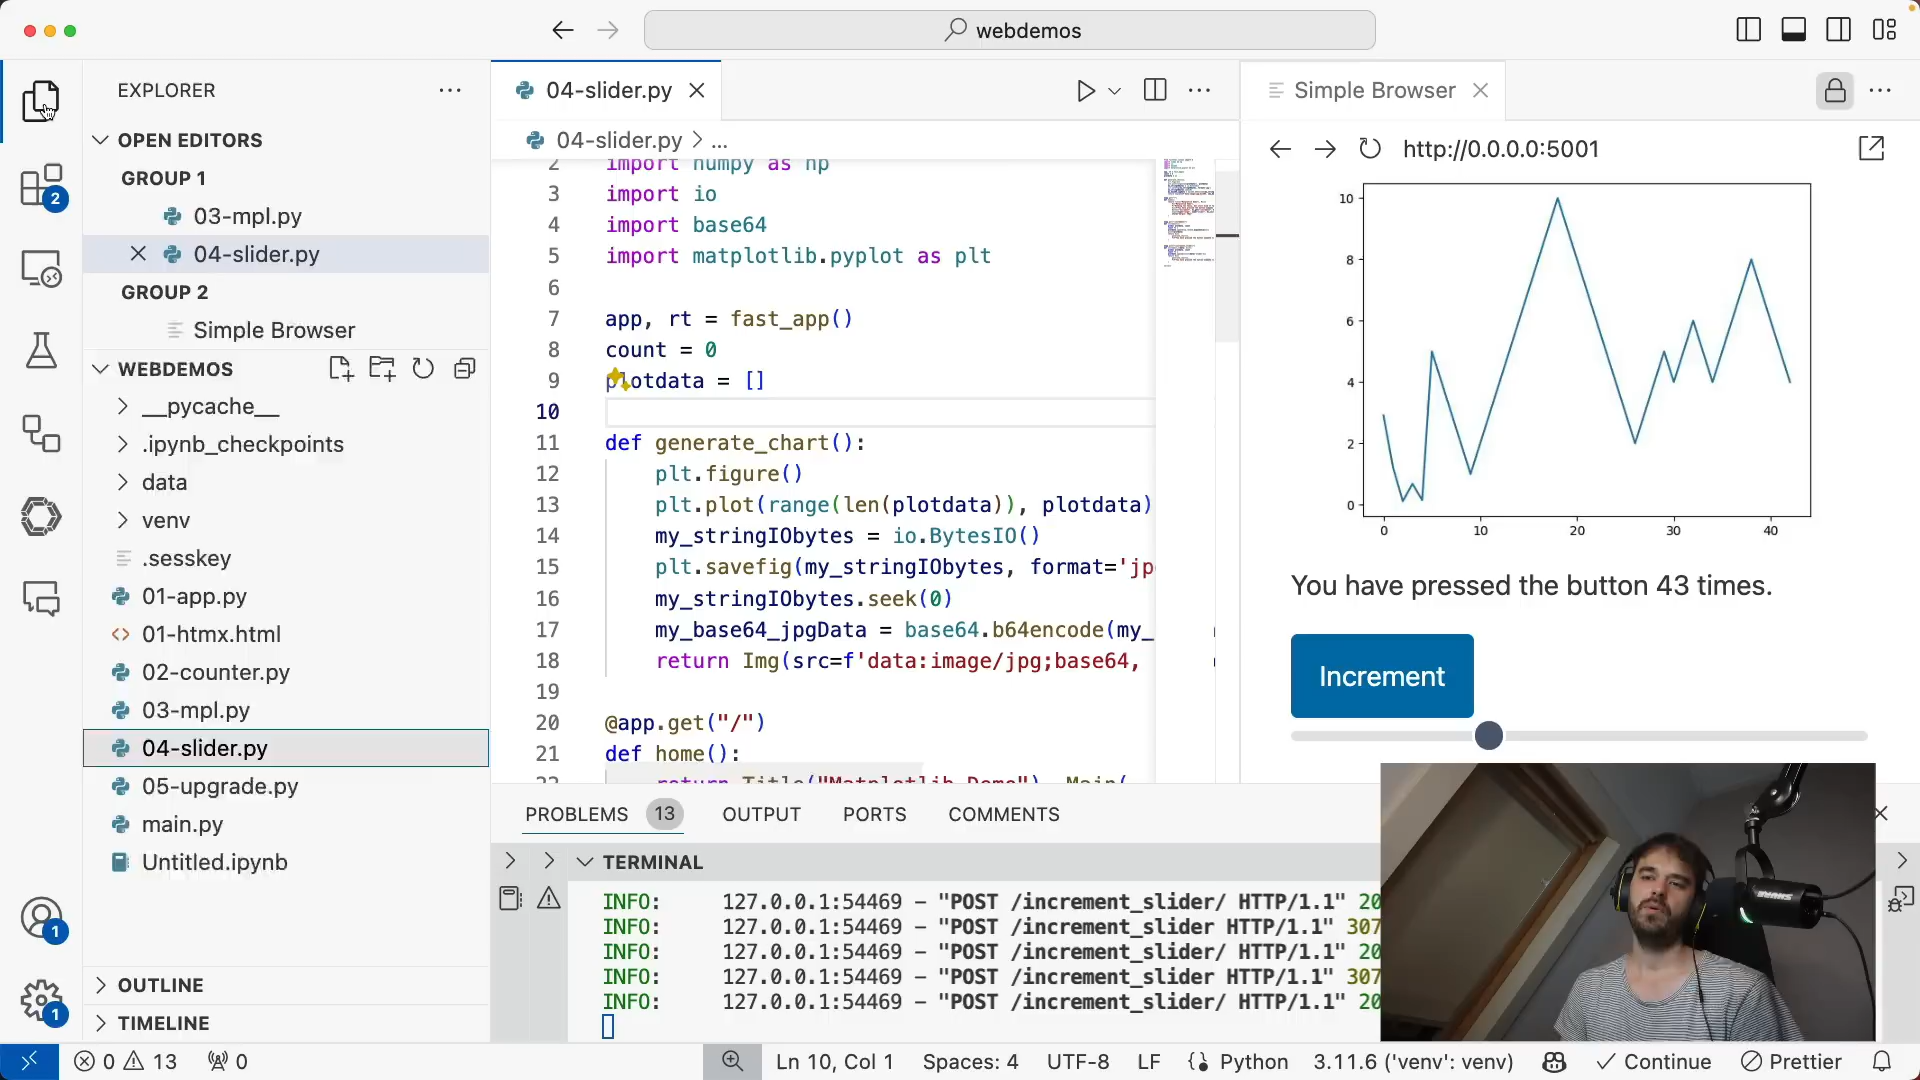 webdemos
EXPLORER
OPEN EDITORS
GROUP 1
03-mpl.py
04-slider.py
GROUP 2
Simple Browser
WEBDEMOS
__pycache__
.ipynb_checkpoints
data
venv
.sesskey
01-app.py
01-htmx.html
02-counter.py
03-mpl.py
04-slider.py
05-upgrade.py
main.py
Untitled.ipynb
OUTLINE
TIMELINE
2
1
1
04-slider.py
04-slider.py > ...
2 import numpy as np
3 import io
4 import base64
5 import matplotlib.pyplot as plt
6
7 app, rt = fast_app()
8 count = 0
9 plotdata = []
10
11 def generate_chart():
12 plt.figure()
13 plt.plot(range(len(plotdata)), plotdata)
14 my_stringIObytes = io.BytesIO()
15 plt.savefig(my_stringIObytes, format='jp
16 my_stringIObytes.seek(0)
17 my_base64_jpgData = base64.b64encode(my_
18 return Img(src=f'data:image/jpg;base64,
19
20 @app.get("/")
21 def home():
22 return Title("Matplotlib Demo"), Main(
Simple Browser
http://0.0.0.0:5001
10
8
6
4
2
0
0 10 20 30 40
You have pressed the button 43 times.
Increment
PROBLEMS 13 OUTPUT PORTS COMMENTS
TERMINAL
INFO: 127.0.0.1:54469 - "POST /increment_slider/ HTTP/1.1" 20
INFO: 127.0.0.1:54469 - "POST /increment_slider HTTP/1.1" 307
INFO: 127.0.0.1:54469 - "POST /increment_slider/ HTTP/1.1" 20
INFO: 127.0.0.1:54469 - "POST /increment_slider HTTP/1.1" 307
INFO: 127.0.0.1:54469 - "POST /increment_slider/ HTTP/1.1" 20
0 13 0 Ln 10, Col 1 Spaces: 4 UTF-8 LF Python 3.11.6 ('venv': venv) Continue Prettier